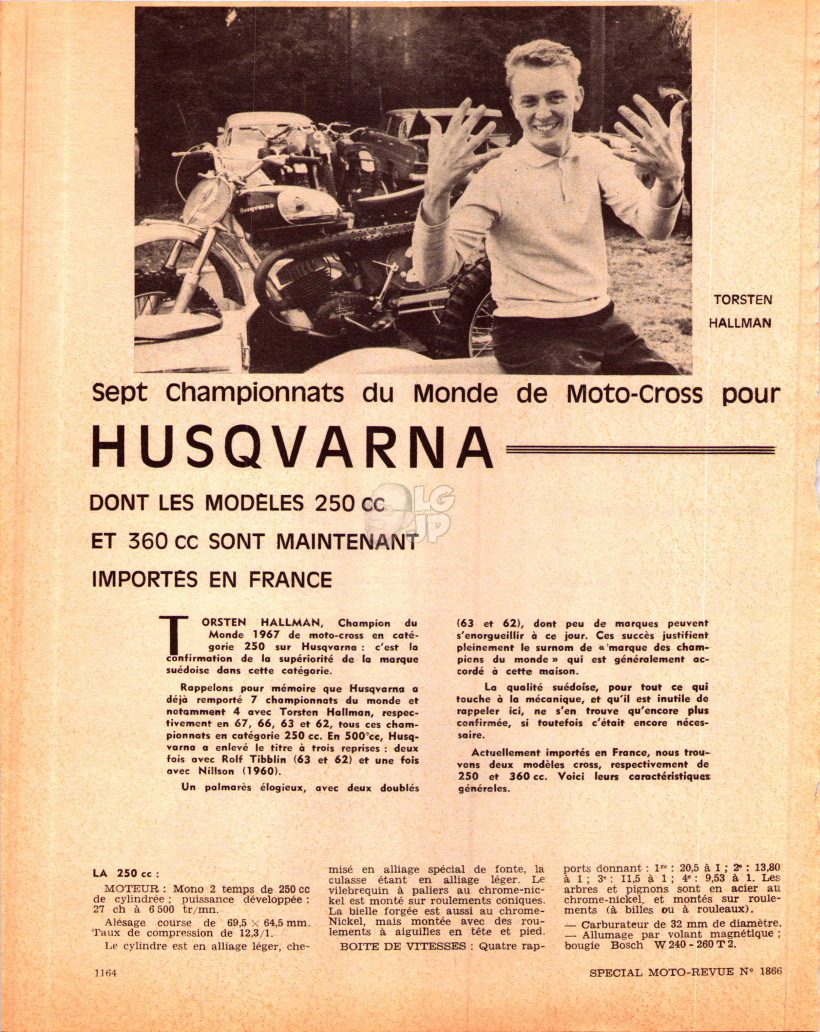 Husqvarna
TORSTEN
HALLMAN
Sept Championnats du Monde de Moto-Cross pour
HUSQVARNA
DONT LES MODÈLES 250 cc
LG
JP
ET 360 cc SONT MAINTENANT
IMPORTÉS EN FRANCE
TORSTEN HALLMAN, Champion du
Monde 1967 de moto-cross en caté-
gorie 250 sur Husqvarna : c'est la
confirmation de la supériorité de la marque
suédoise dans cette catégorie.
Rappelons pour mémoire que Husqvarna a
déjà remporté 7 championnats du monde et
notamment 4 avec Torsten Hallman, respec-
tivement en 67, 66, 63 et 62, tous ces cham-
pionnats en catégorie 250 cc. En 500 cc, Husq-
varna a enlevé le titre à trois reprises : deux
fois avec Rolf Tibblin (63 et 62) et une fois
avec Nillson (1960).
Un palmarès élogieux, avec deux doublés
(63 et 62), dont peu de marques peuvent
s'enorgueillir à ce jour. Ces succès justifient
pleinement le surnom de « marque des cham-
pions du monde » qui est généralement ac-
cordé à cette maison.
La qualité suédoise, pour tout ce qui
touche à la mécanique, et qu'il est inutile de
rappeler ici, ne s'en trouve qu'encore plus
confirmée, si toutefois c'était encore néces-
saire.
Actuellement importés en France, nous trou-
vons deux modèles cross, respectivement de
250 et 360 cc. Voici leurs caractéristiques
générales.
LA 250 cc :
MOTEUR : Mono 2 temps de 250 cc
de cylindrée ; puissance développée :
27 ch à 6 500 tr/mn.
Alésage course de 69,5 × 64,5 mm.
Taux de compression de 12,3/1.
Le cylindre est en alliage léger, che-
misé en alliage spécial de fonte, la
culasse étant en alliage léger. Le
vilebrequin à paliers au chrome-nic-
kel est monté sur roulements coniques.
La bielle forgée est aussi au chrome-
Nickel, mais montée avec des rou-
lements à aiguilles en tête et pied.
BOITE DE VITESSES : Quatre rap-
ports donnant : 1re : 20,5 à 1 ; 2e : 13,80
à 1 ; 3e : 11,5 à 1 ; 4e : 9,53 à 1. Les
arbres et pignons sont en acier au
chrome-nickel, et montés sur roule-
ments (à billes ou à rouleaux).
— Carburateur de 32 mm de diamètre.
— Allumage par volant magnétique ;
bougie Bosch W 240 - 260 T 2.
1164
SPECIAL MOTO-REVUE N° 1866